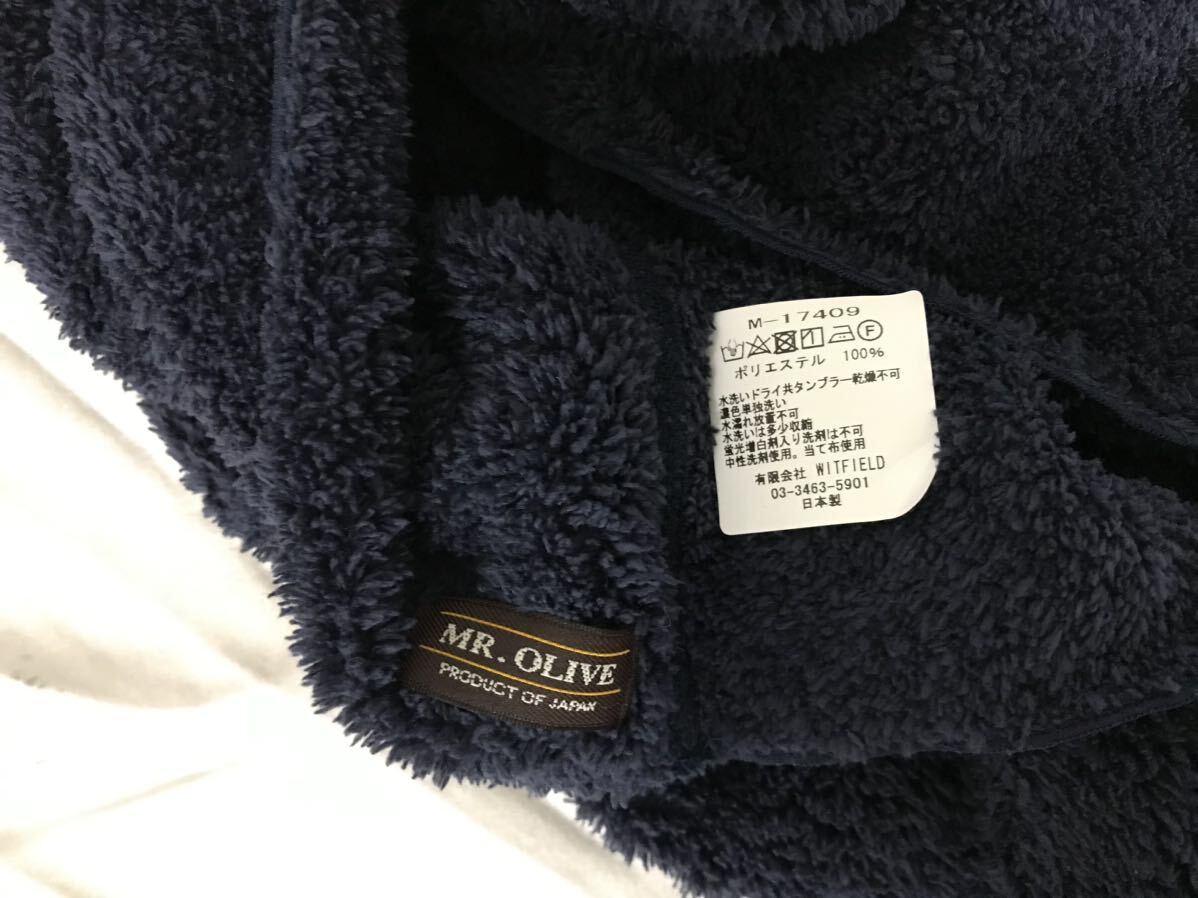 M-17409
F
ポリエステル 100%
水洗いドライ共タンブラー乾燥不可
濃色単独洗い
水濡れ放置不可
水洗いは多少収縮
蛍光増白剤入り洗剤は不可
中性洗剤使用。当て布使用
有限会社 WITFIELD
03-3463-5901
日本製
MR. OLIVE
PRODUCT OF JAPAN